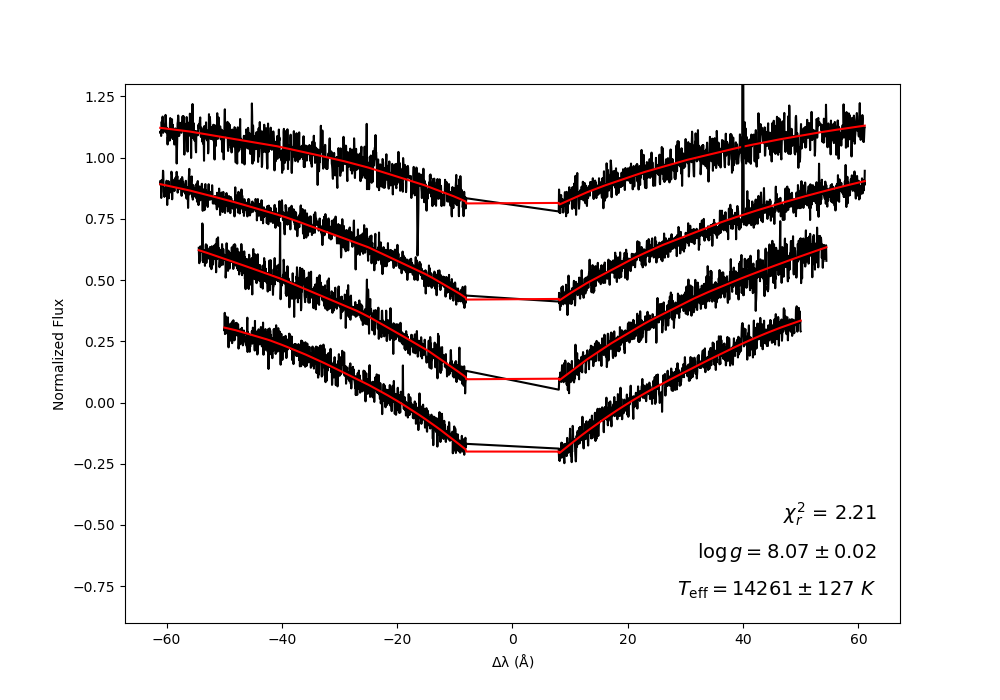 1.25
1.00
0.75
0.50
0.25
0.00
−0.25
−0.50
−0.75
Normalized Flux
χ²ᵣ = 2.21
log g = 8.07 ± 0.02
T_eff = 14261 ± 127 K
−60 −40 −20 0 20 40 60
Δλ (Å)